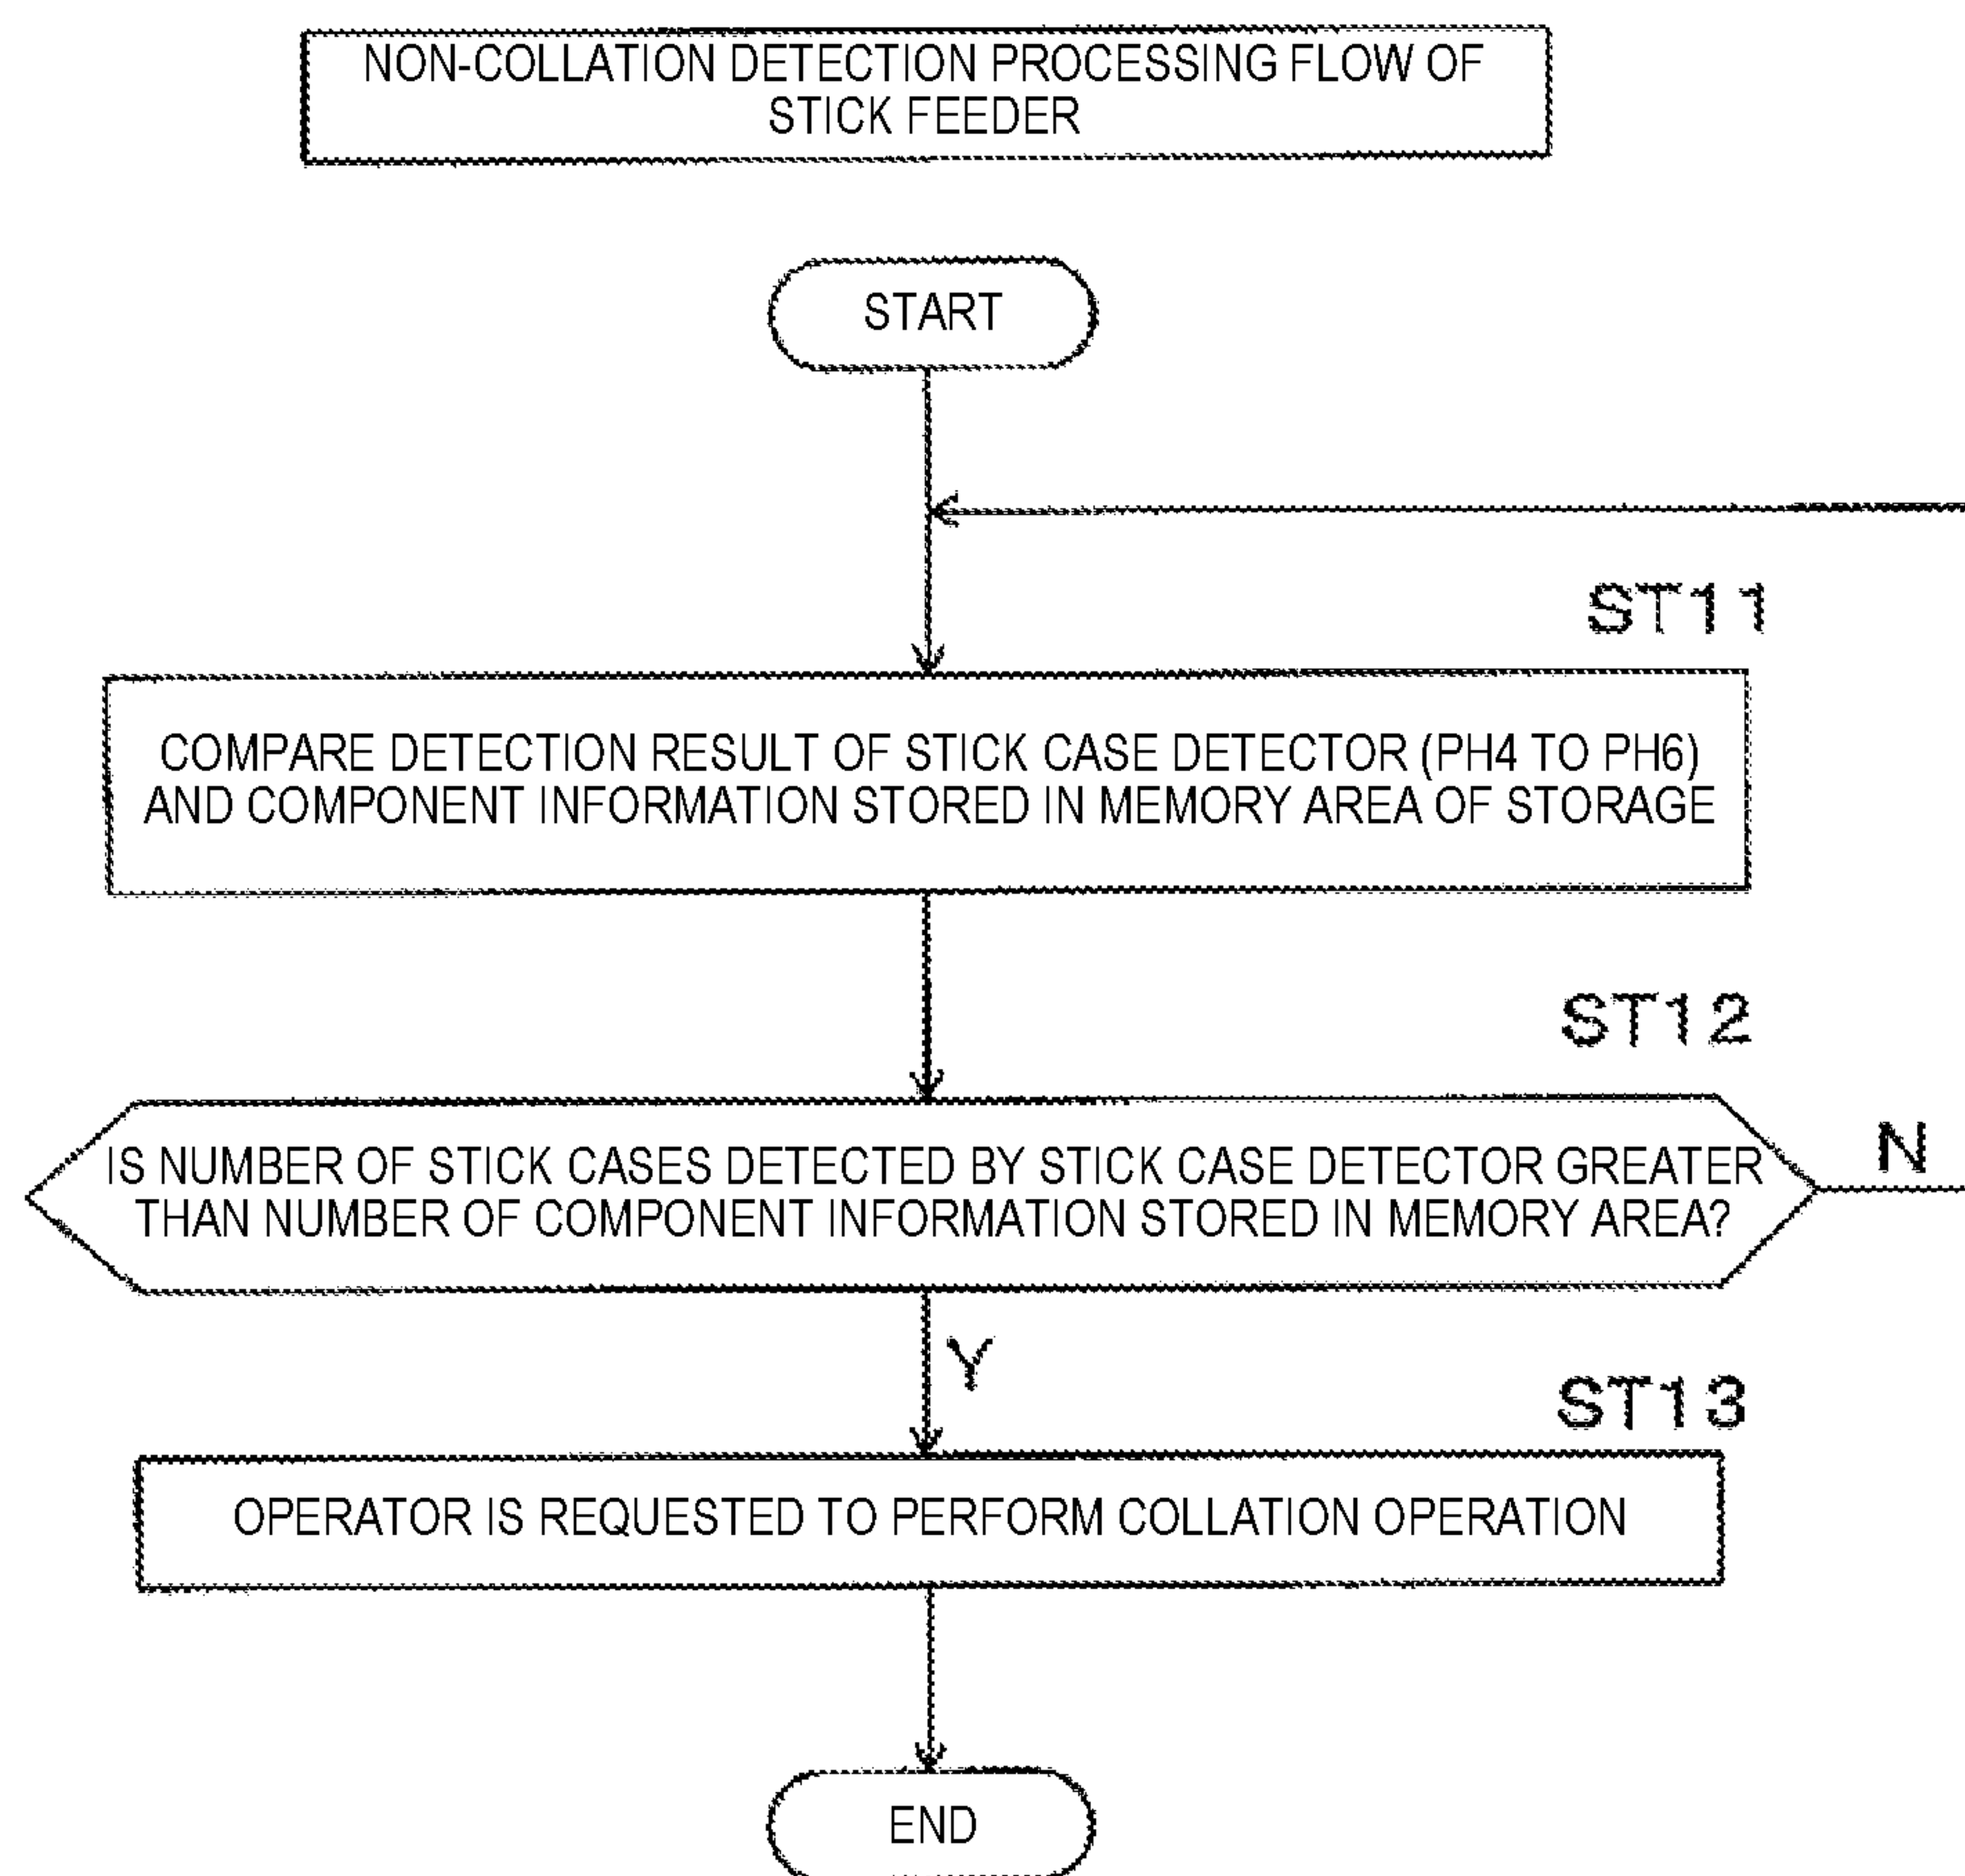 NON-COLLATION DETECTION PROCESSING FLOW OF
STICK FEEDER
START
ST11
COMPARE DETECTION RESULT OF STICK CASE DETECTOR (PH4 TO PH6)
AND COMPONENT INFORMATION STORED IN MEMORY AREA OF STORAGE
ST12
IS NUMBER OF STICK CASES DETECTED BY STICK CASE DETECTOR GREATER
THAN NUMBER OF COMPONENT INFORMATION STORED IN MEMORY AREA?
N
Y
ST13
OPERATOR IS REQUESTED TO PERFORM COLLATION OPERATION
END